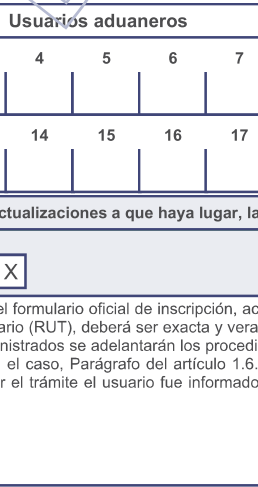 Usuarios aduaneros
4 5 6 7
14 15 16 17
ctualizaciones a que haya lugar, la
X
el formulario oficial de inscripción, ac
ario (RUT), deberá ser exacta y vera
nistrados se adelantarán los procedi
el caso, Parágrafo del artículo 1.6.
r el trámite el usuario fue informado